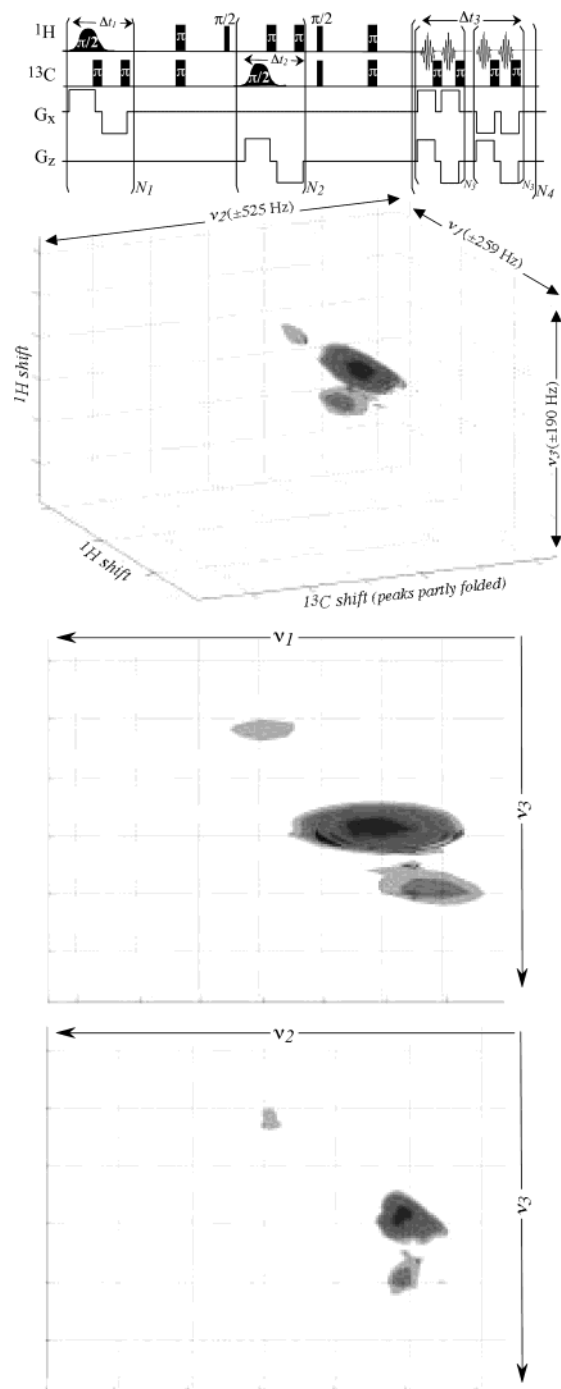 π/2 π/2
¹H π/2 Δt₁ π π Δt₂ π Δt₃
¹³C π π π π/2 π π π π
Gx
Gz
N₁ N₂ N₃ N₃ N₄
ν₂(±525 Hz)
ν₁(±259 Hz)
ν₃(±190 Hz)
¹H shift
1H shift
13C shift (peaks partly folded)
ν₁
ν₃
ν₂
ν₃